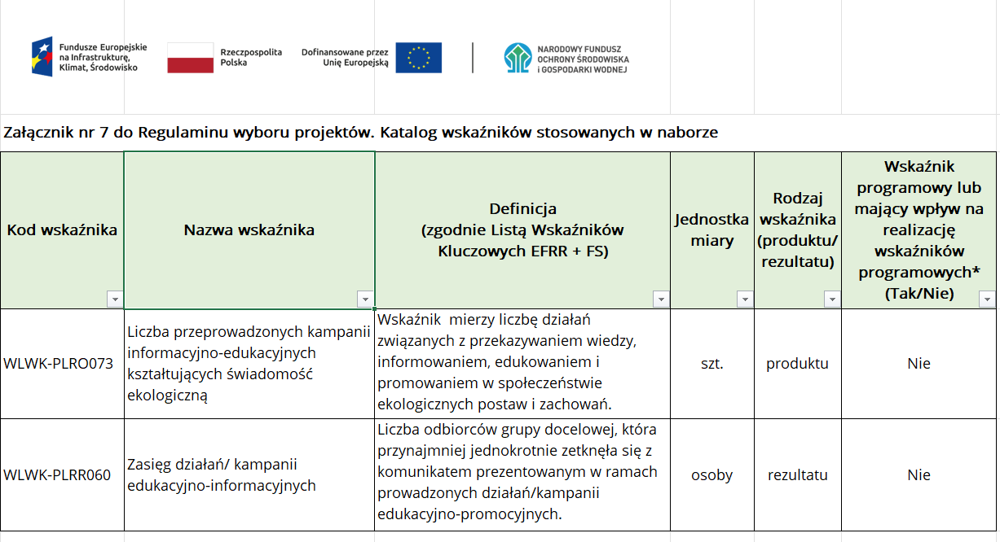 Fundusze Europejskie
na Infrastrukturę,
Klimat, Środowisko
Rzeczpospolita
Polska
Dofinansowane przez
Unię Europejską
NARODOWY FUNDUSZ
OCHRONY ŚRODOWISKA
i GOSPODARKI WODNEJ
Załącznik nr 7 do Regulaminu wyboru projektów. Katalog wskaźników stosowanych w naborze
Kod wskaźnika
Nazwa wskaźnika
Definicja
(zgodnie Listą Wskaźników
Kluczowych EFRR + FS)
Jednostka
miary
Rodzaj
wskaźnika
(produktu/
rezultatu)
Wskaźnik
programowy lub
mający wpływ na
realizację
wskaźników
programowych*
(Tak/Nie)
WLWK-PLRO073
Liczba przeprowadzonych kampanii
informacyjno-edukacyjnych
kształtujących świadomość
ekologiczną
Wskaźnik  mierzy liczbę działań
związanych z przekazywaniem wiedzy,
informowaniem, edukowaniem i
promowaniem w społeczeństwie
ekologicznych postaw i zachowań.
szt.
produktu
Nie
WLWK-PLRR060
Zasięg działań/ kampanii
edukacyjno-informacyjnych
Liczba odbiorców grupy docelowej, która
przynajmniej jednokrotnie zetknęła się z
komunikatem prezentowanym w ramach
prowadzonych działań/kampanii
edukacyjno-promocyjnych.
osoby
rezultatu
Nie